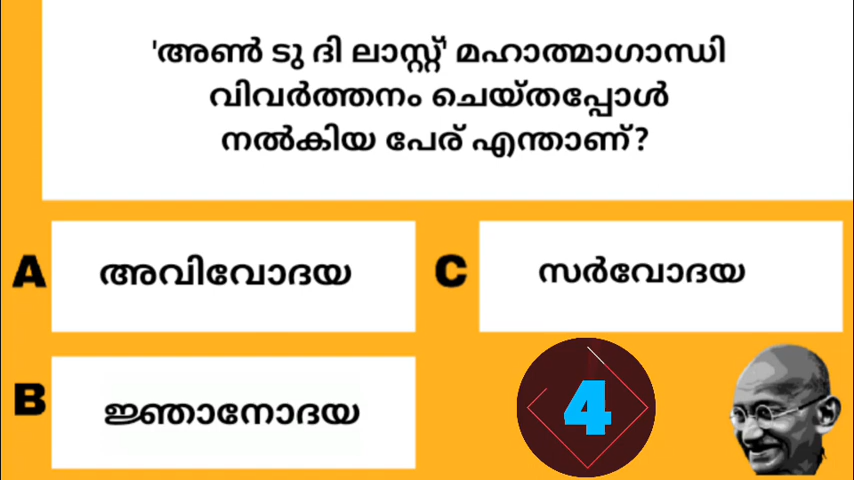 'അൺ ടു ദി ലാസ്റ്റ്' മഹാത്മാഗാന്ധി
വിവർത്തനം ചെയ്തപ്പോൾ
നൽകിയ പേര് എന്താണ്?
A അവിവോദയ
C സർവോദയ
B ജ്ഞാനോദയ
4